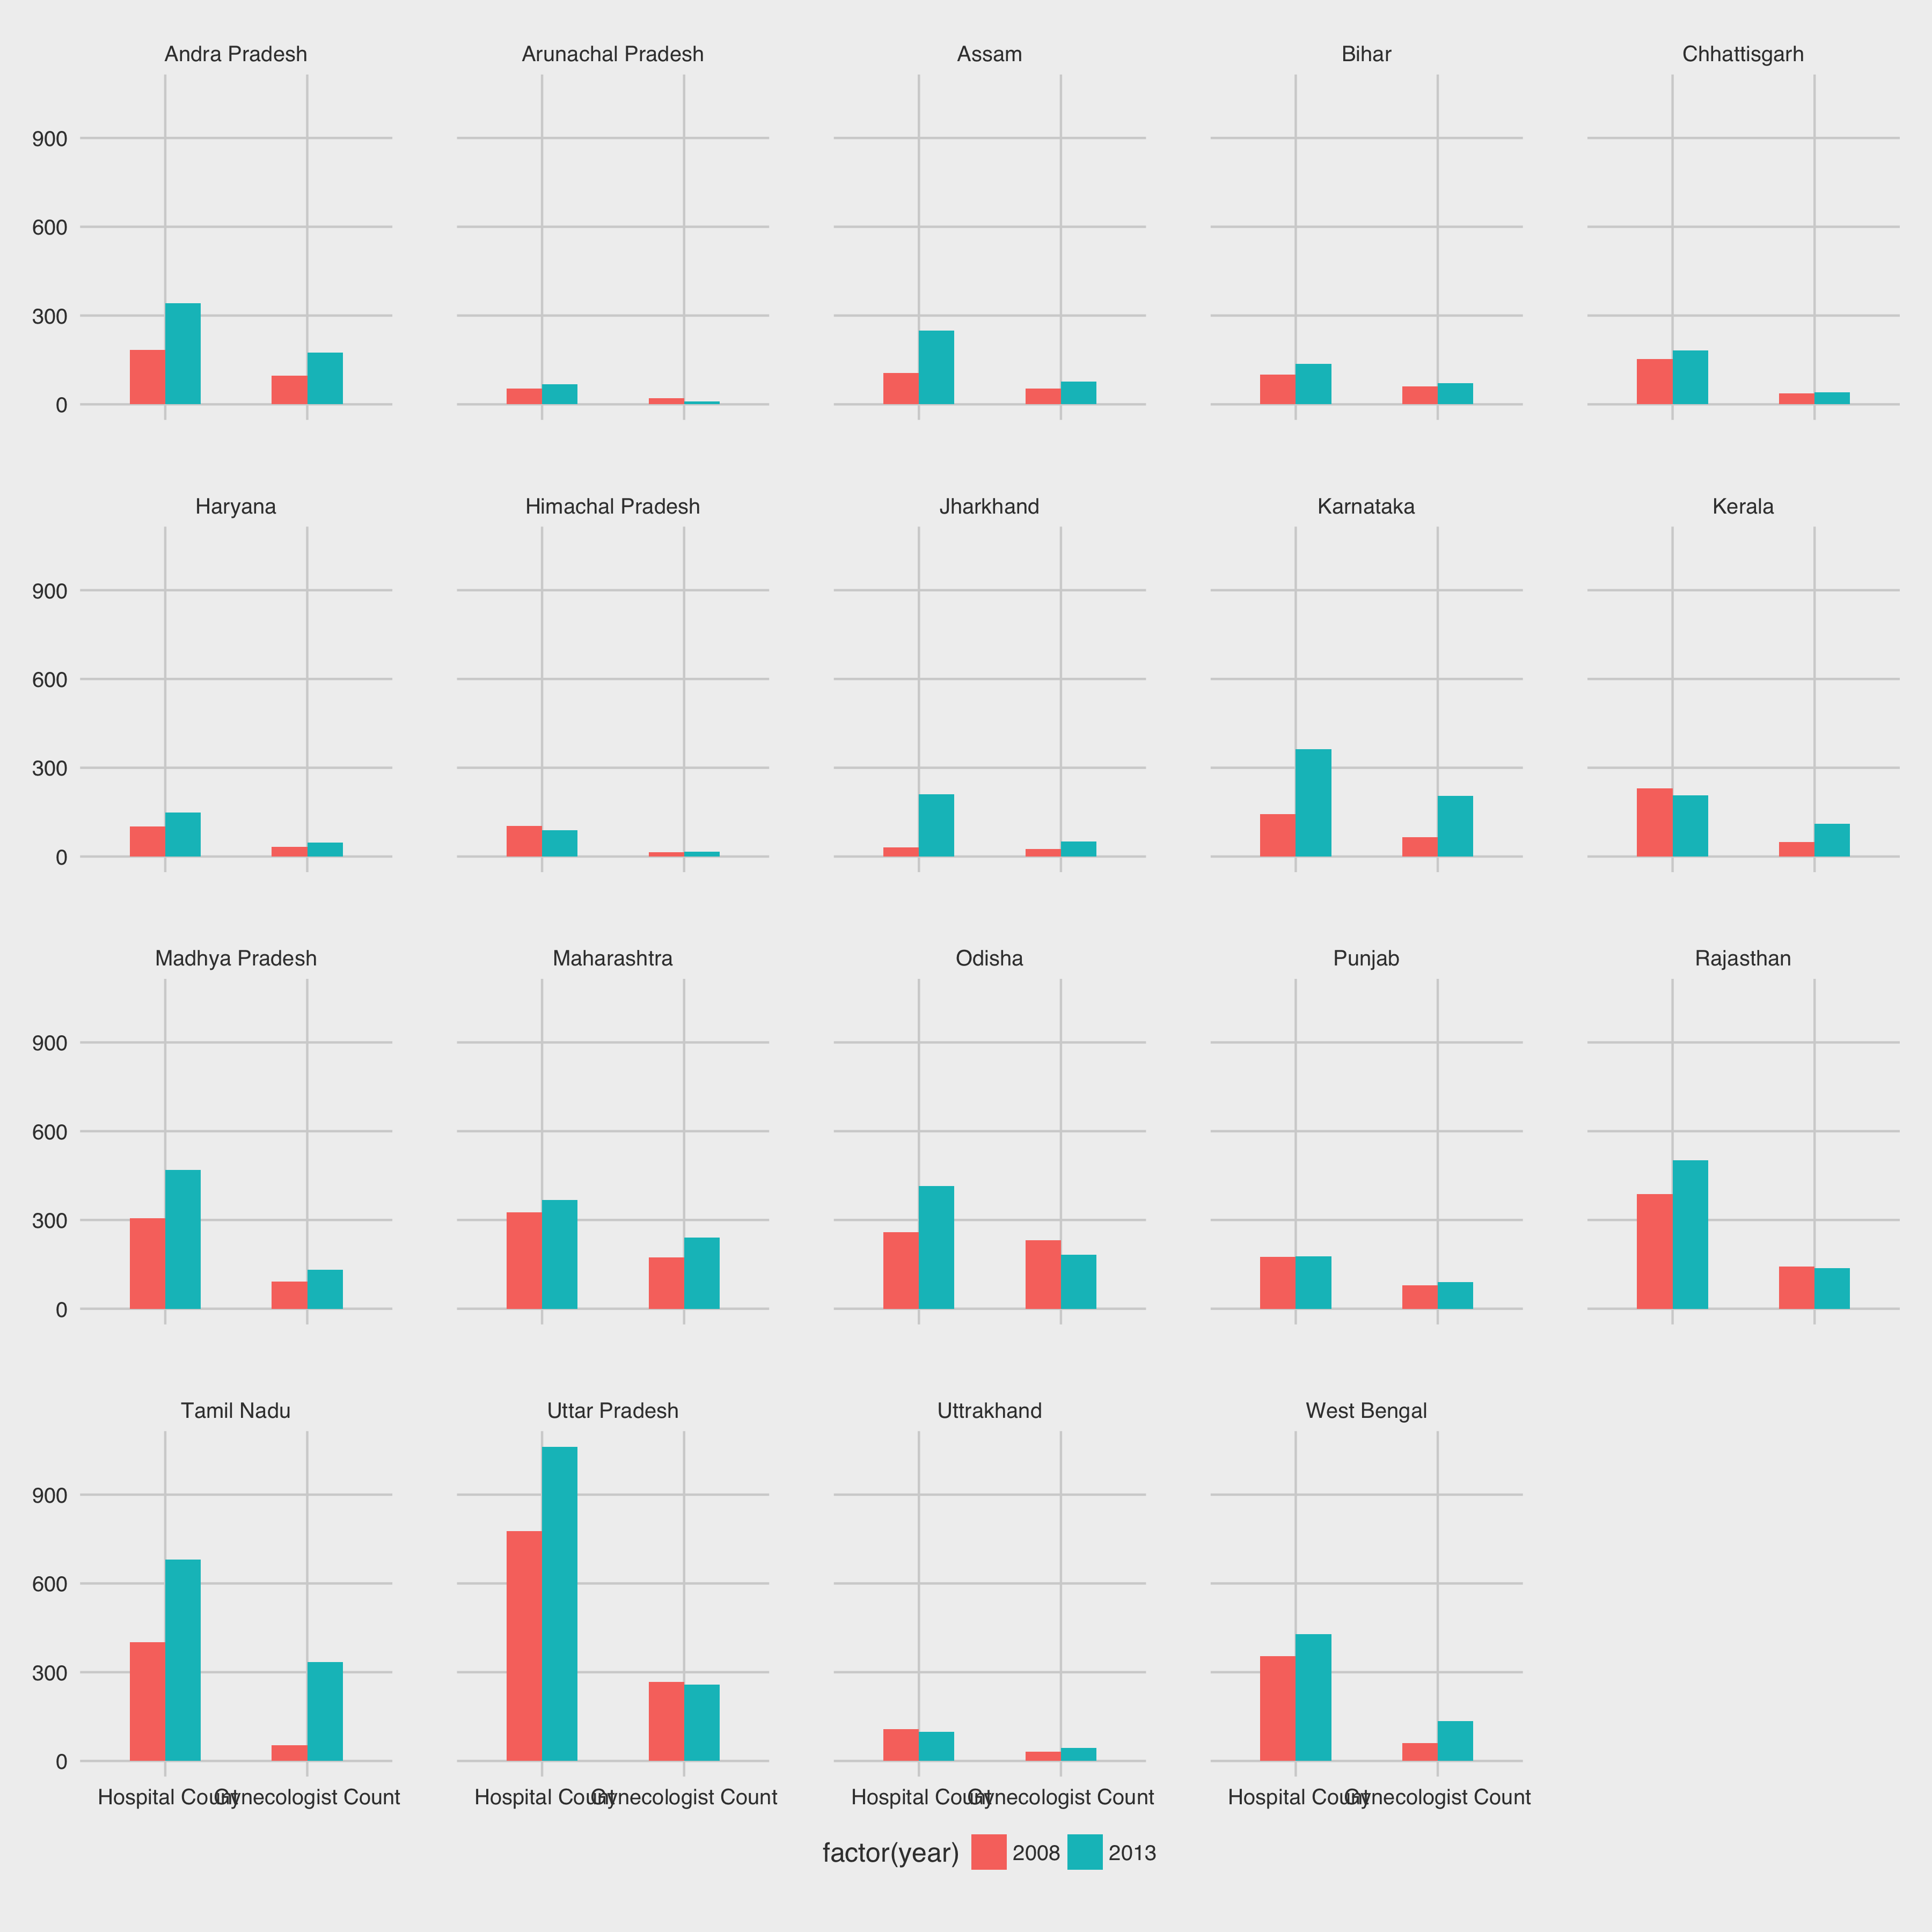 Andra Pradesh Arunachal Pradesh Assam Bihar Chhattisgarh
900
600
300
0
Haryana Himachal Pradesh Jharkhand Karnataka Kerala
900
600
300
0
Madhya Pradesh Maharashtra Odisha Punjab Rajasthan
900
600
300
0
Tamil Nadu Uttar Pradesh Uttrakhand West Bengal
900
600
300
0
Hospital Count Gynecologist Count Hospital Count Gynecologist Count Hospital Count Gynecologist Count Hospital Count Gynecologist Count
factor(year) 2008 2013